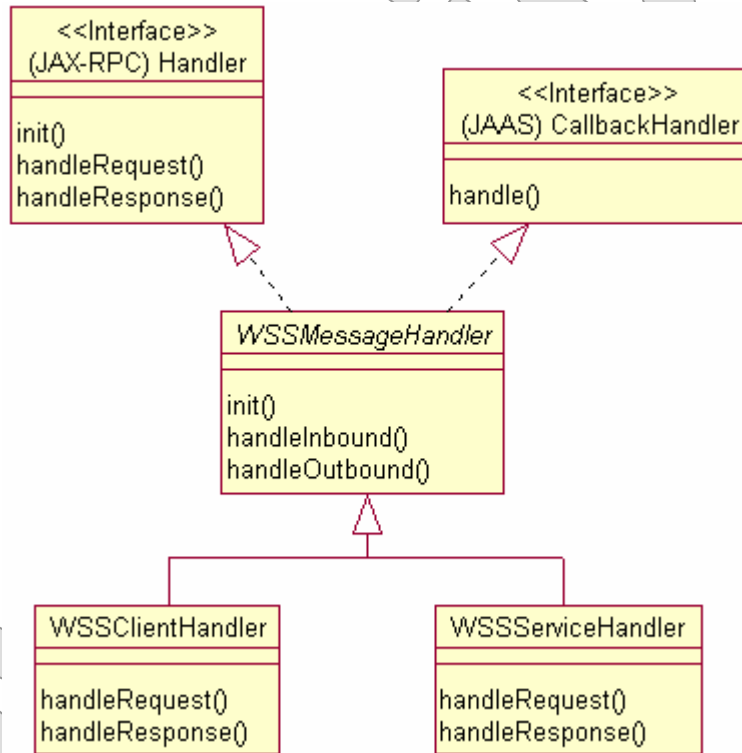 <<Interface>>
(JAX-RPC) Handler
init()
handleRequest()
handleResponse()
<<Interface>>
(JAAS) CallbackHandler
handle()
WSSMessageHandler
init()
handleInbound()
handleOutbound()
WSSClientHandler
handleRequest()
handleResponse()
WSSServiceHandler
handleRequest()
handleResponse()